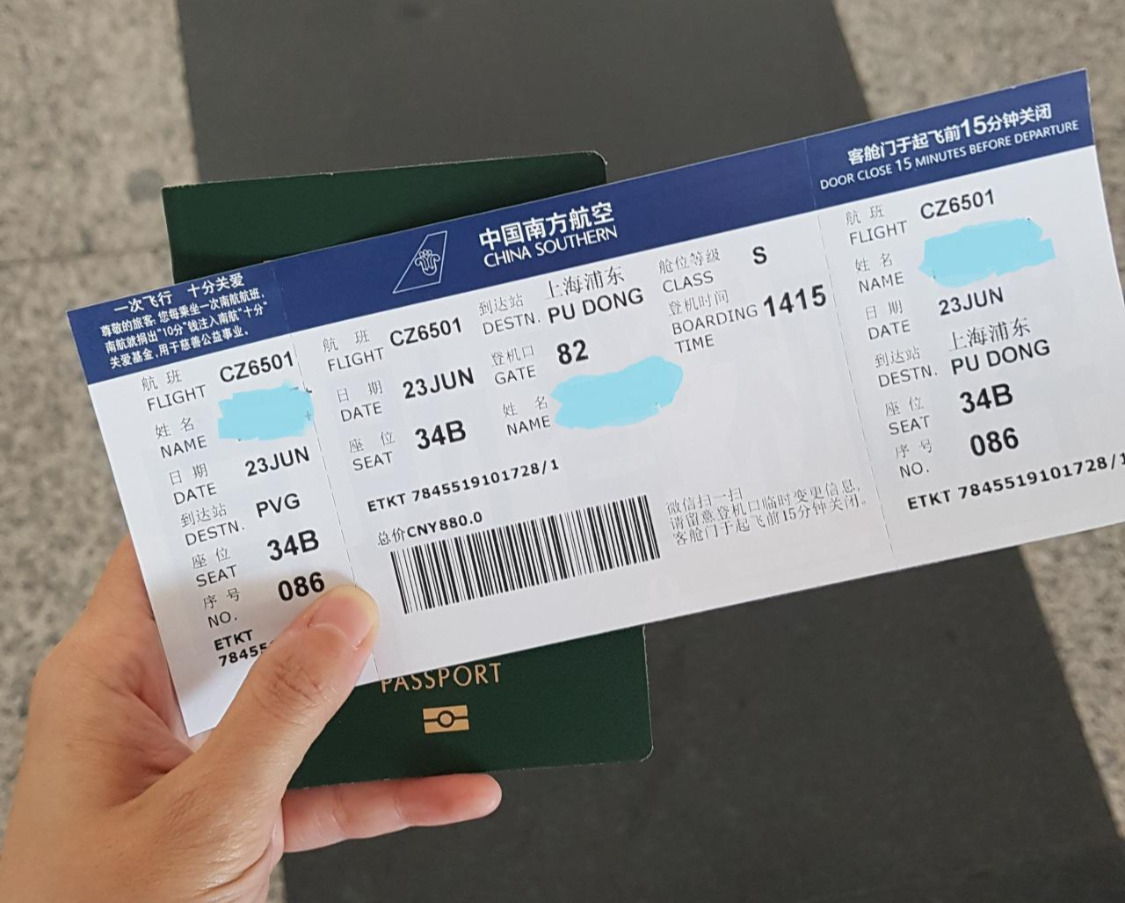 一次飞行 十分关爱
尊敬的旅客: 您每乘坐一次南航航班,
南航就捐出"10分"钱注入南航"十分"
关爱基金, 用于慈善公益事业。
航 班
FLIGHT CZ6501
姓 名
NAME
日 期
DATE 23JUN
到达站
DESTN. PVG
座 位
SEAT 34B
序 号
NO. 086
ETKT
中国南方航空
CHINA SOUTHERN
航 班
FLIGHT CZ6501
到达站 上海浦东
DESTN. PU DONG
舱位等级
CLASS S
日 期
DATE 23JUN
登机口
GATE 82
登机时间
BOARDING 1415
TIME
座 位
SEAT 34B
姓 名
NAME
ETKT 7845519101728/1
总价CNY880.0
微信扫一扫
请留意登机口临时变更信息,
客舱门于起飞前15分钟关闭。
客舱门于起飞前15分钟关闭
DOOR CLOSE 15 MINUTES BEFORE DEPARTURE
航 班
FLIGHT CZ6501
姓 名
NAME
日 期
DATE 23JUN
到达站 上海浦东
DESTN. PU DONG
座 位
SEAT 34B
序 号
NO. 086
ETKT 7845519101728/1
PASSPORT